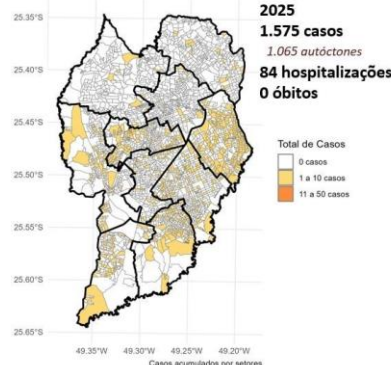 2025
1.575 casos
1.065 autóctones
84 hospitalizações
0 óbitos
25.35°S
25.40°S
25.45°S
25.50°S
25.55°S
25.60°S
25.65°S
Total de Casos
0 casos
1 a 10 casos
11 a 50 casos
49.35°W 49.30°W 49.25°W 49.20°W
Casos acumulados por setores